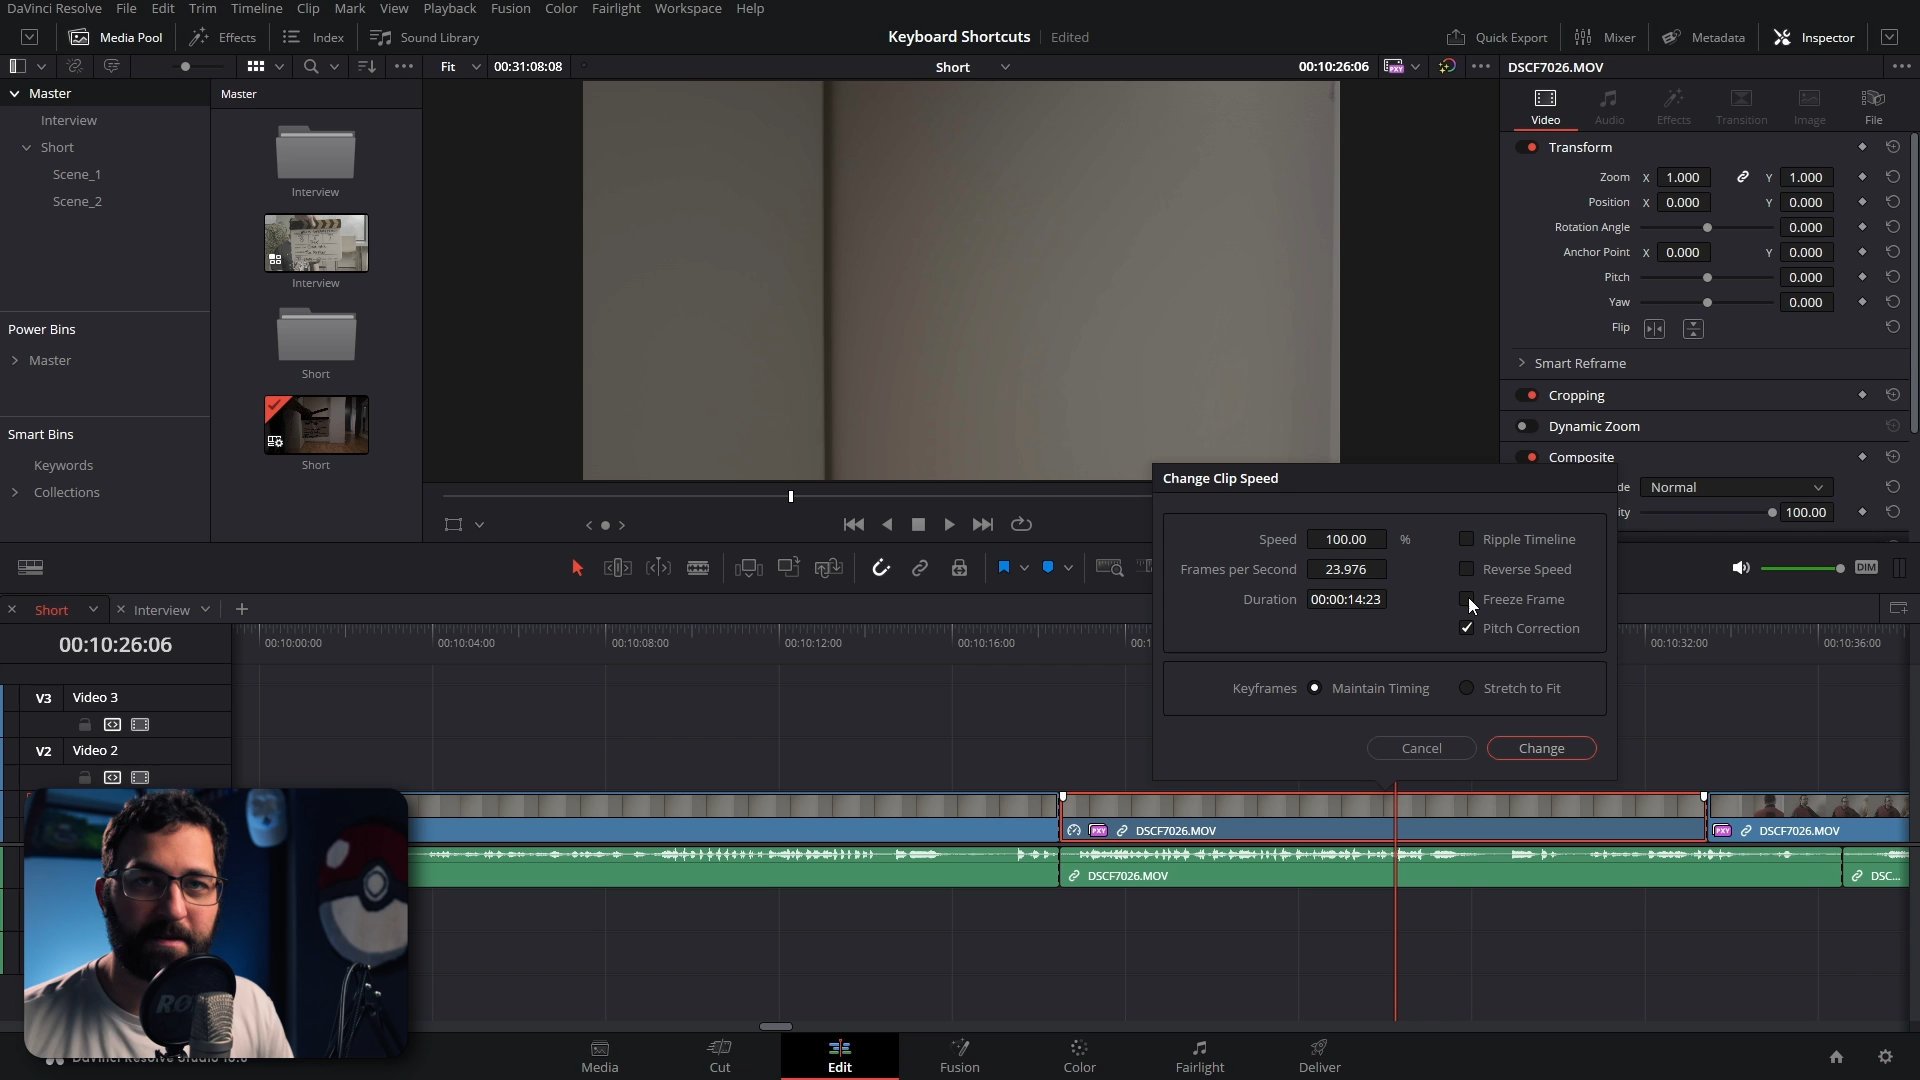 DaVinci Resolve File Edit Trim Timeline Clip Mark View Playback Fusion Color Fairlight Workspace Help
Media Pool Effects Index Sound Library Keyboard Shortcuts Edited Quick Export Mixer Metadata Inspector
Fit 00:31:08:08 Short 00:10:26:06 PXY DSCF7026.MOV
Master
Interview
Short
Scene_1
Scene_2
Power Bins
Master
Smart Bins
Keywords
Collections
Master
Interview
Interview
Short
Short
Video Audio Effects Transition Image File
Transform
Zoom X 1.000 Y 1.000
Position X 0.000 Y 0.000
Rotation Angle 0.000
Anchor Point X 0.000 Y 0.000
Pitch 0.000
Yaw 0.000
Flip
Smart Reframe
Cropping
Dynamic Zoom
Composite
de Normal
ity 100.00
Change Clip Speed
Speed 100.00 % Ripple Timeline
Frames per Second 23.976 Reverse Speed
Duration 00:00:14:23 Freeze Frame
Pitch Correction
Keyframes Maintain Timing Stretch to Fit
Cancel Change
DIM
Short Interview
00:10:26:06 00:10:00:00 00:10:04:00 00:10:08:00 00:10:12:00 00:10:16:00 00:1 00:10:32:00 00:10:36:00
V3 Video 3
V2 Video 2
PXY DSCF7026.MOV PXY DSCF7026.MOV
DSCF7026.MOV DSC...
Media Cut Edit Fusion Color Fairlight Deliver